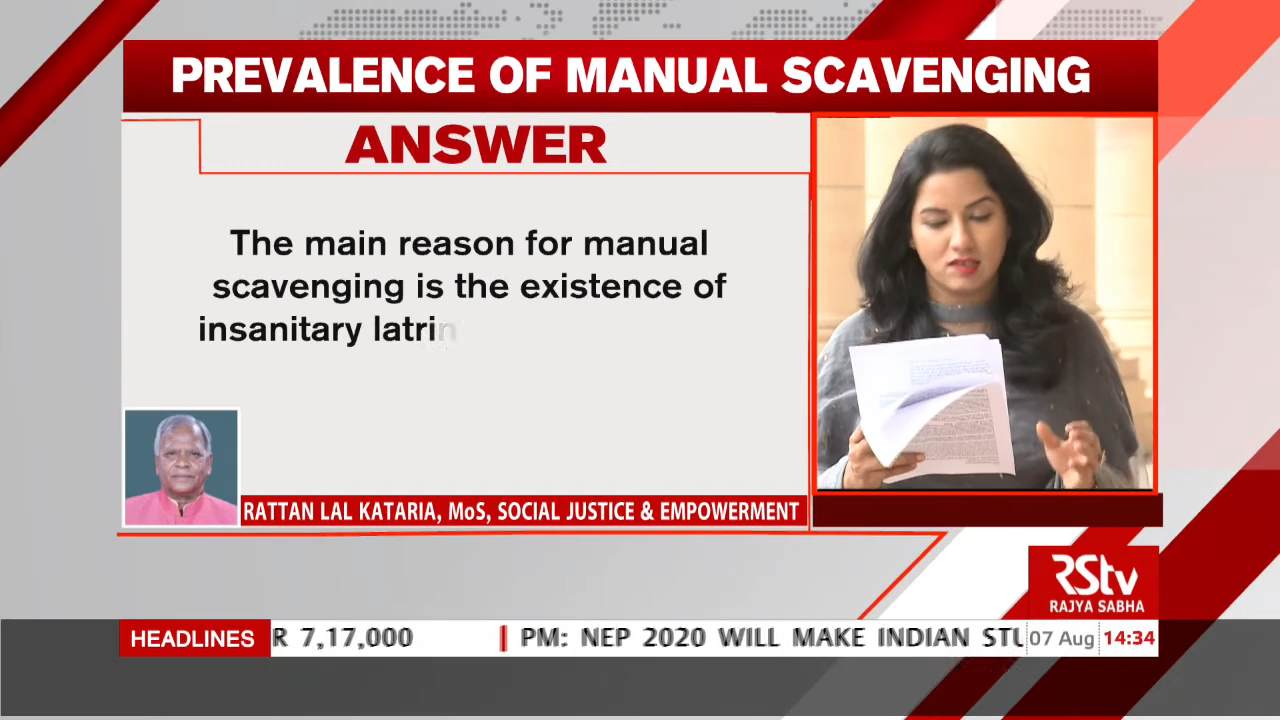 PREVALENCE OF MANUAL SCAVENGING
ANSWER
The main reason for manual
scavenging is the existence of
insanitary latrin
RATTAN LAL KATARIA, MoS, SOCIAL JUSTICE & EMPOWERMENT
RStv
RAJYA SABHA
HEADLINES
R 7,17,000 | PM: NEP 2020 WILL MAKE INDIAN STU
07 Aug 14:34